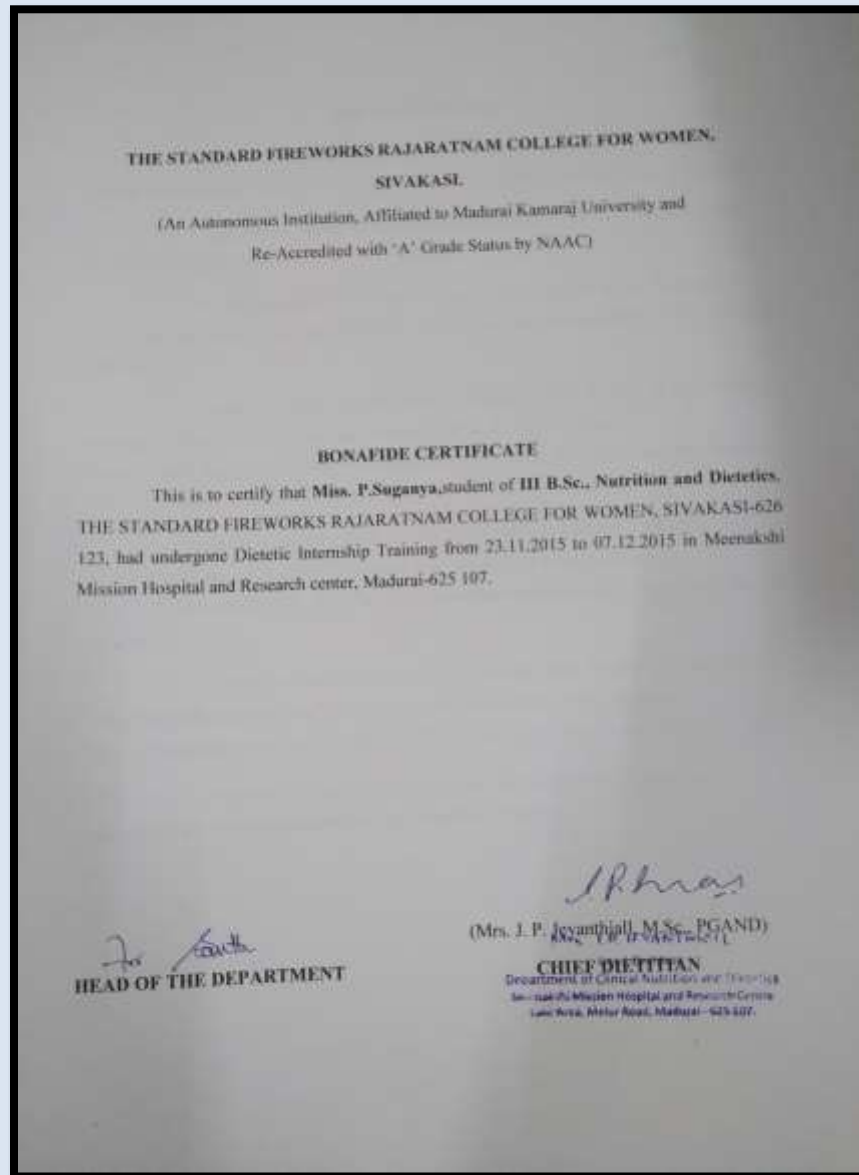 THE STANDARD FIREWORKS RAJARATNAM COLLEGE FOR WOMEN,
SIVAKASI.
(An Autonomous Institution, Affiliated to Madurai Kamaraj University and
Re-Accredited with 'A' Grade Status by NAAC)
BONAFIDE CERTIFICATE
This is to certify that Miss. P.Suganya,student of III B.Sc., Nutrition and Dietetics,
THE STANDARD FIREWORKS RAJARATNAM COLLEGE FOR WOMEN, SIVAKASI-626
123, had undergone Dietetic Internship Training from 23.11.2015 to 07.12.2015 in Meenakshi
Mission Hospital and Research center, Madurai-625 107.
(Mrs. J. P. M.Sc., PGAND)
HEAD OF THE DEPARTMENT
CHIEF DIETITIAN
Department of Clinical Nutrition and Dietetics
Mission Hospital and Research Centre
Lake Area, Melur Road, Madurai - 625 107.